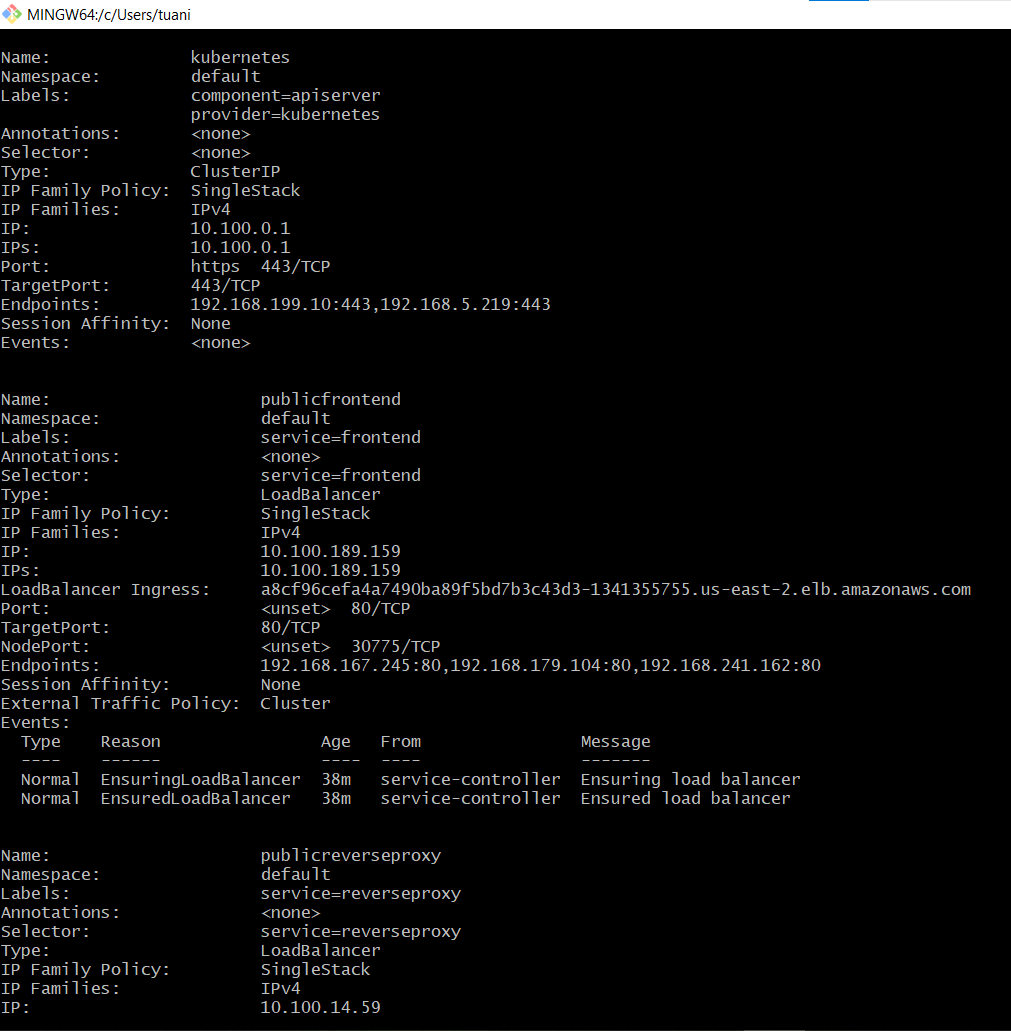 MINGW64:/c/Users/tuani
Name:              kubernetes
Namespace:         default
Labels:            component=apiserver
                   provider=kubernetes
Annotations:       <none>
Selector:          <none>
Type:              ClusterIP
IP Family Policy:  SingleStack
IP Families:       IPv4
IP:                10.100.0.1
IPs:               10.100.0.1
Port:              https  443/TCP
TargetPort:        443/TCP
Endpoints:         192.168.199.10:443,192.168.5.219:443
Session Affinity:  None
Events:            <none>
Name:                     publicfrontend
Namespace:                default
Labels:                   service=frontend
Annotations:              <none>
Selector:                 service=frontend
Type:                     LoadBalancer
IP Family Policy:         SingleStack
IP Families:              IPv4
IP:                       10.100.189.159
IPs:                      10.100.189.159
LoadBalancer Ingress:     a8cf96cefa4a7490ba89f5bd7b3c43d3-1341355755.us-east-2.elb.amazonaws.com
Port:                     <unset>  80/TCP
TargetPort:               80/TCP
NodePort:                 <unset>  30775/TCP
Endpoints:                192.168.167.245:80,192.168.179.104:80,192.168.241.162:80
Session Affinity:         None
External Traffic Policy:  Cluster
Events:
  Type    Reason                Age   From                Message
  ----    ------                ----  ----                -------
  Normal  EnsuringLoadBalancer  38m   service-controller  Ensuring load balancer
  Normal  EnsuredLoadBalancer   38m   service-controller  Ensured load balancer
Name:                     publicreverseproxy
Namespace:                default
Labels:                   service=reverseproxy
Annotations:              <none>
Selector:                 service=reverseproxy
Type:                     LoadBalancer
IP Family Policy:         SingleStack
IP Families:              IPv4
IP:                       10.100.14.59